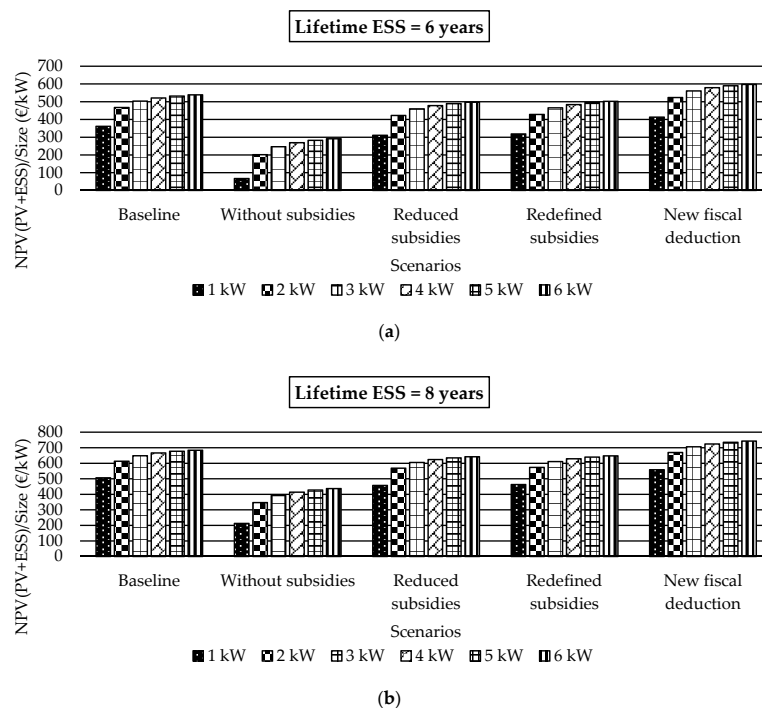 Lifetime ESS = 6 years
NPV(PV+ESS)/Size (€/kW)
700
600
500
400
300
200
100
0
Baseline Without subsidies Reduced subsidies Redefined subsidies New fiscal deduction
Scenarios
1 kW 2 kW 3 kW 4 kW 5 kW 6 kW
(a)
Lifetime ESS = 8 years
NPV(PV+ESS)/Size (€/kW)
800
700
600
500
400
300
200
100
0
Baseline Without subsidies Reduced subsidies Redefined subsidies New fiscal deduction
Scenarios
1 kW 2 kW 3 kW 4 kW 5 kW 6 kW
(b)